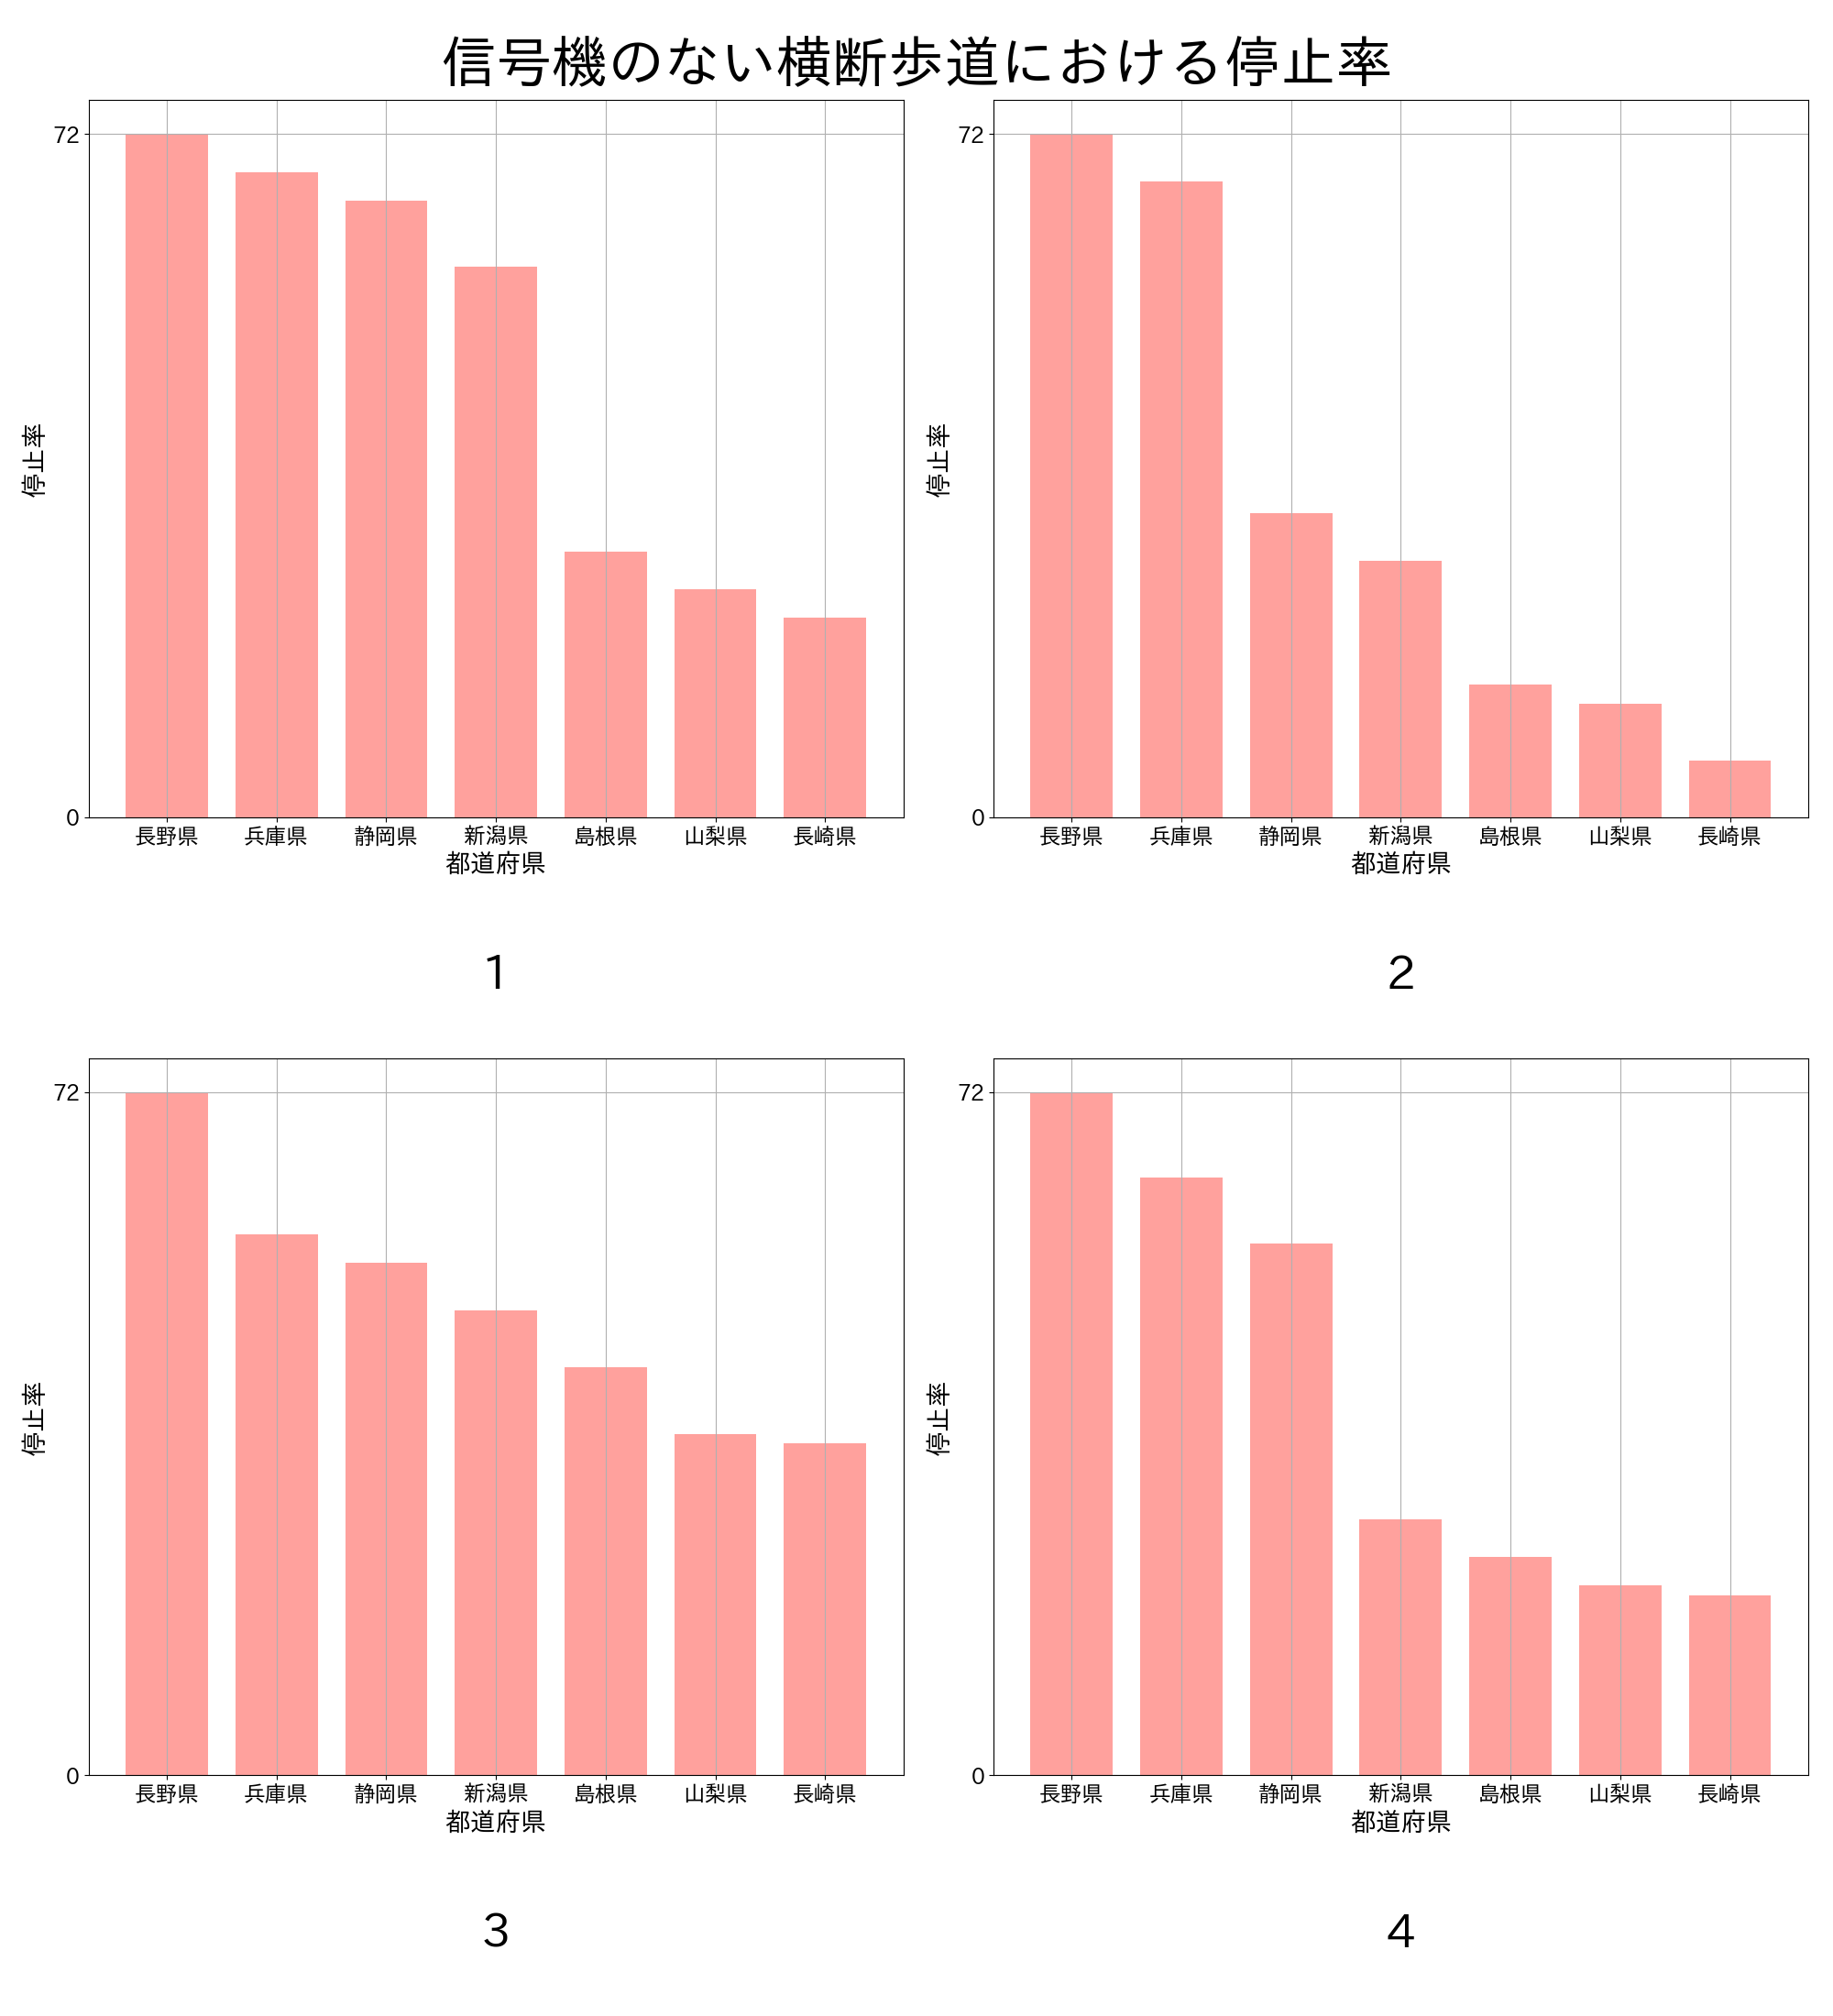 信号機のない横断歩道における停止率
72
停止率
0
長野県 兵庫県 静岡県 新潟県 島根県 山梨県 長崎県
都道府県
1
72
停止率
0
長野県 兵庫県 静岡県 新潟県 島根県 山梨県 長崎県
都道府県
2
72
停止率
0
長野県 兵庫県 静岡県 新潟県 島根県 山梨県 長崎県
都道府県
3
72
停止率
0
長野県 兵庫県 静岡県 新潟県 島根県 山梨県 長崎県
都道府県
4